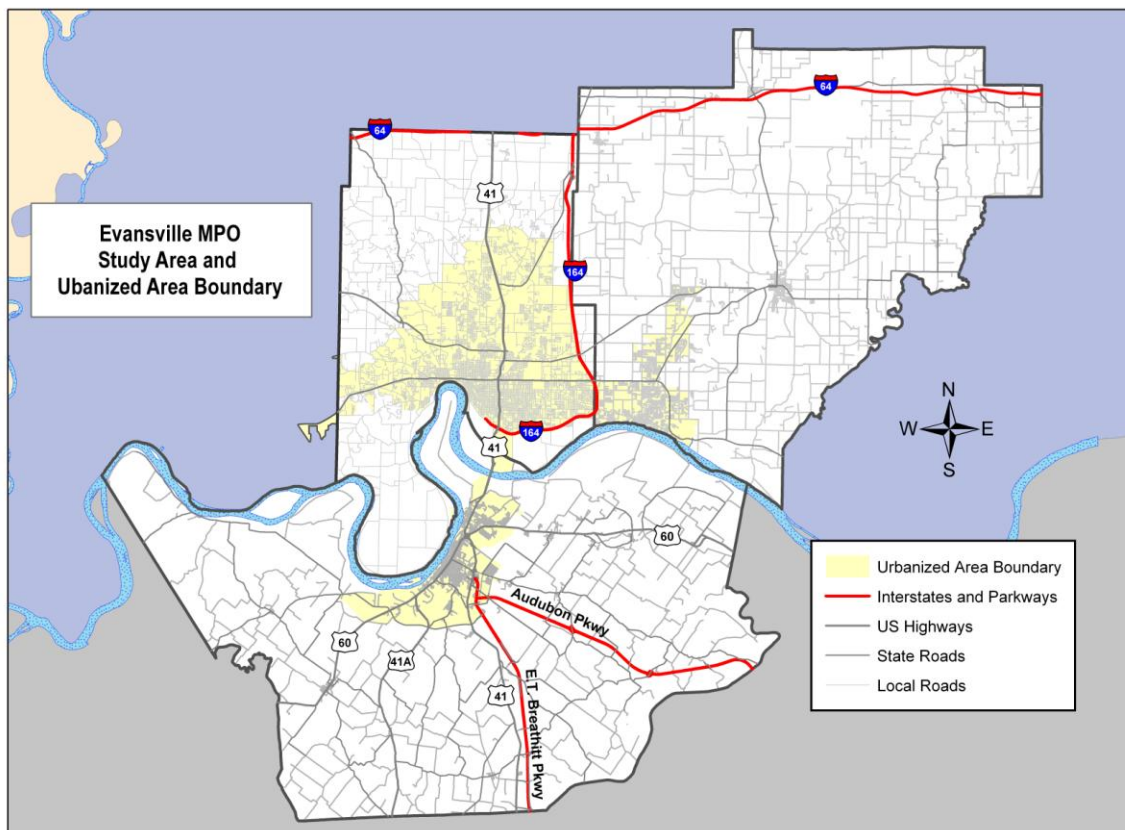 64
64
41
Evansville MPO
Study Area and
Ubanized Area Boundary
164
N
W E
S
164
41
60
Urbanized Area Boundary
Interstates and Parkways
US Highways
State Roads
Local Roads
Audubon Pkwy
60
41A
41
E.T. Breathitt Pkwy